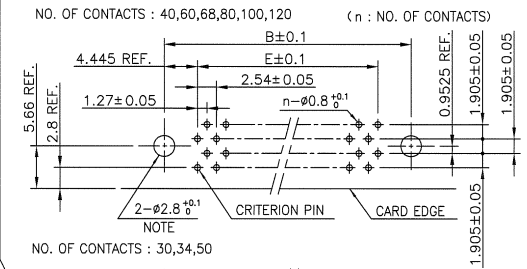 NO. OF CONTACTS : 40,60,68,80,100,120
(n : NO. OF CONTACTS)
B±0.1
4.445 REF.
E±0.1
2.54±0.05
1.27±0.05
n-ø0.8 +0.1 0
5.66 REF.
2.8 REF.
0.9525 REF.
1.905±0.05
1.905±0.05
1.905±0.05
2-ø2.8 +0.1 0
NOTE
CRITERION PIN
CARD EDGE
NO. OF CONTACTS : 30,34,50